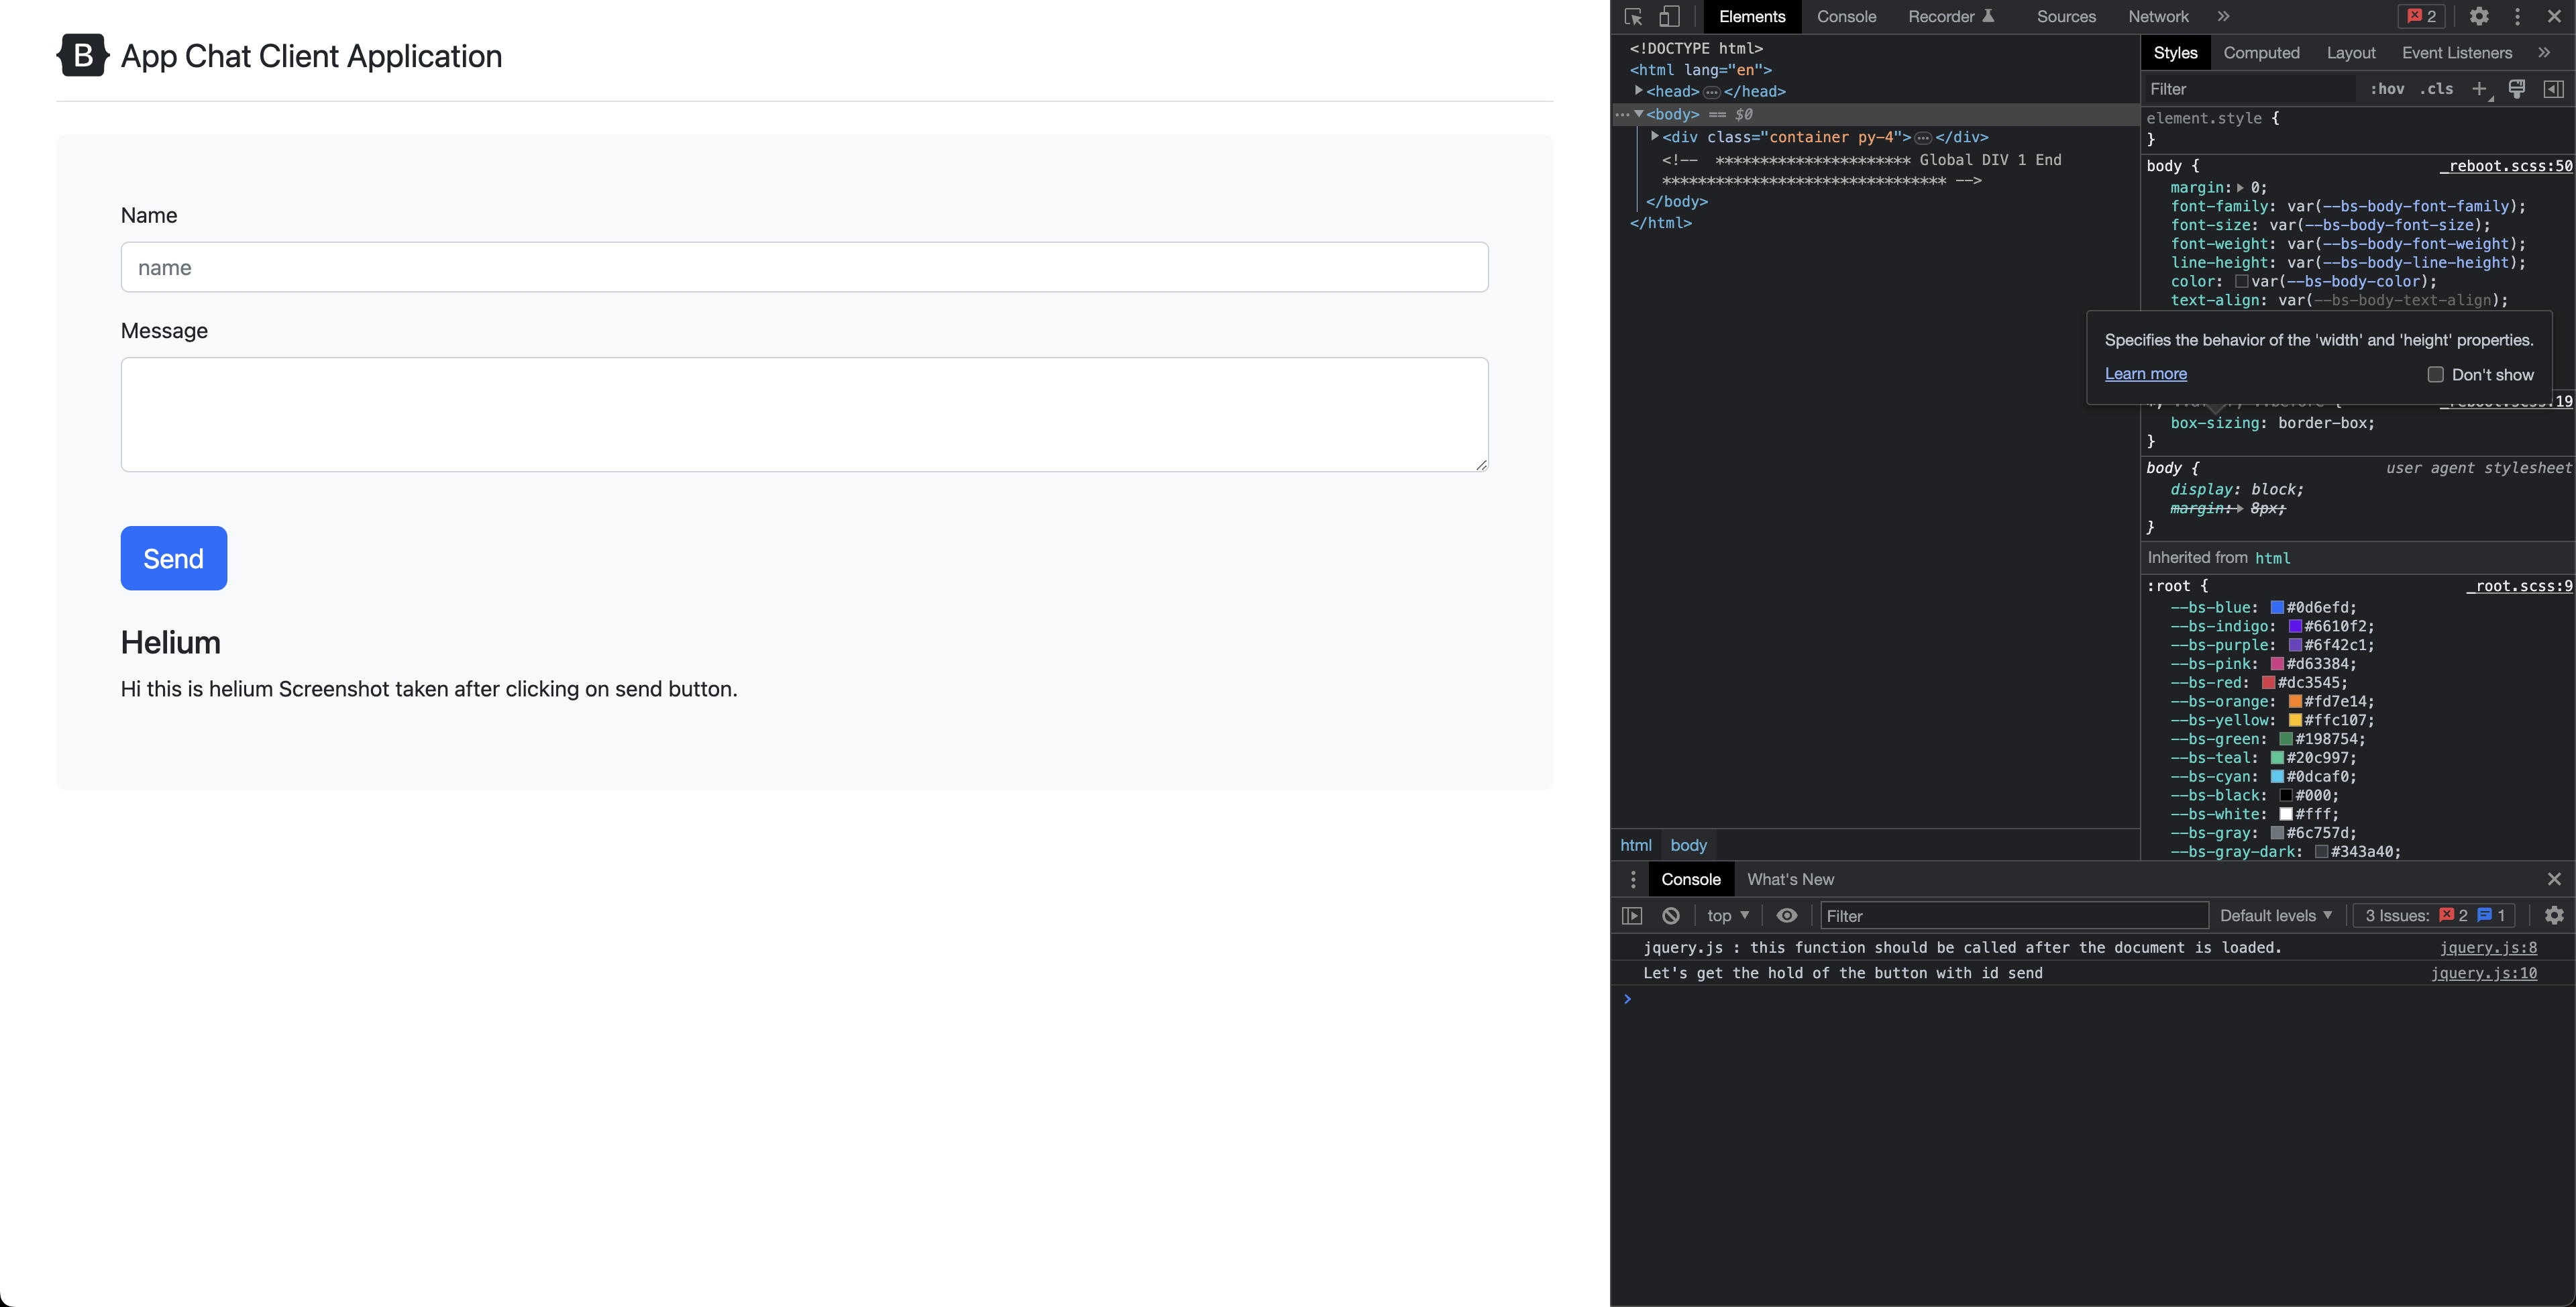 B App Chat Client Application
Name
name
Message
Send
Helium
Hi this is helium Screenshot taken after clicking on send button.
Elements Console Recorder Sources Network » 2
<!DOCTYPE html>
<html lang="en">
<head>…</head>
<body> == $0
<div class="container py-4">…</div>
<!-- ********************** Global DIV 1 End
******************************** -->
</body>
</html>
html body
Styles Computed Layout Event Listeners »
Filter :hov .cls +
element.style {
}
body { _reboot.scss:50
margin: 0;
font-family: var(--bs-body-font-family);
font-size: var(--bs-body-font-size);
font-weight: var(--bs-body-font-weight);
line-height: var(--bs-body-line-height);
color: var(--bs-body-color);
text-align: var(--bs-body-text-align);
Specifies the behavior of the 'width' and 'height' properties.
Learn more Don't show
box-sizing: border-box;
}
body { user agent stylesheet
display: block;
margin: 8px;
}
Inherited from html
:root { _root.scss:9
--bs-blue: #0d6efd;
--bs-indigo: #6610f2;
--bs-purple: #6f42c1;
--bs-pink: #d63384;
--bs-red: #dc3545;
--bs-orange: #fd7e14;
--bs-yellow: #ffc107;
--bs-green: #198754;
--bs-teal: #20c997;
--bs-cyan: #0dcaf0;
--bs-black: #000;
--bs-white: #fff;
--bs-gray: #6c757d;
--bs-gray-dark: #343a40;
Console What's New
top Filter Default levels 3 Issues: 2 1
jquery.js : this function should be called after the document is loaded. jquery.js:8
Let's get the hold of the button with id send jquery.js:10